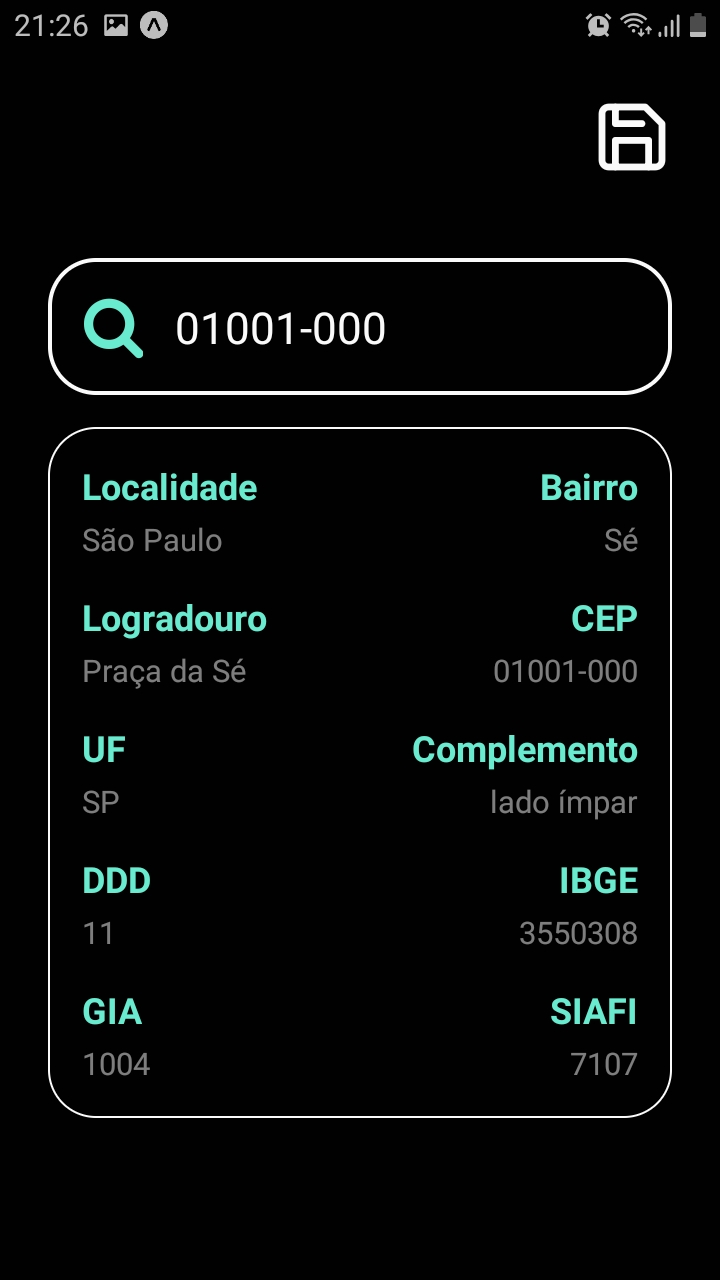 21:26
01001-000
Localidade Bairro
São Paulo Sé
Logradouro CEP
Praça da Sé 01001-000
UF Complemento
SP lado ímpar
DDD IBGE
11 3550308
GIA SIAFI
1004 7107